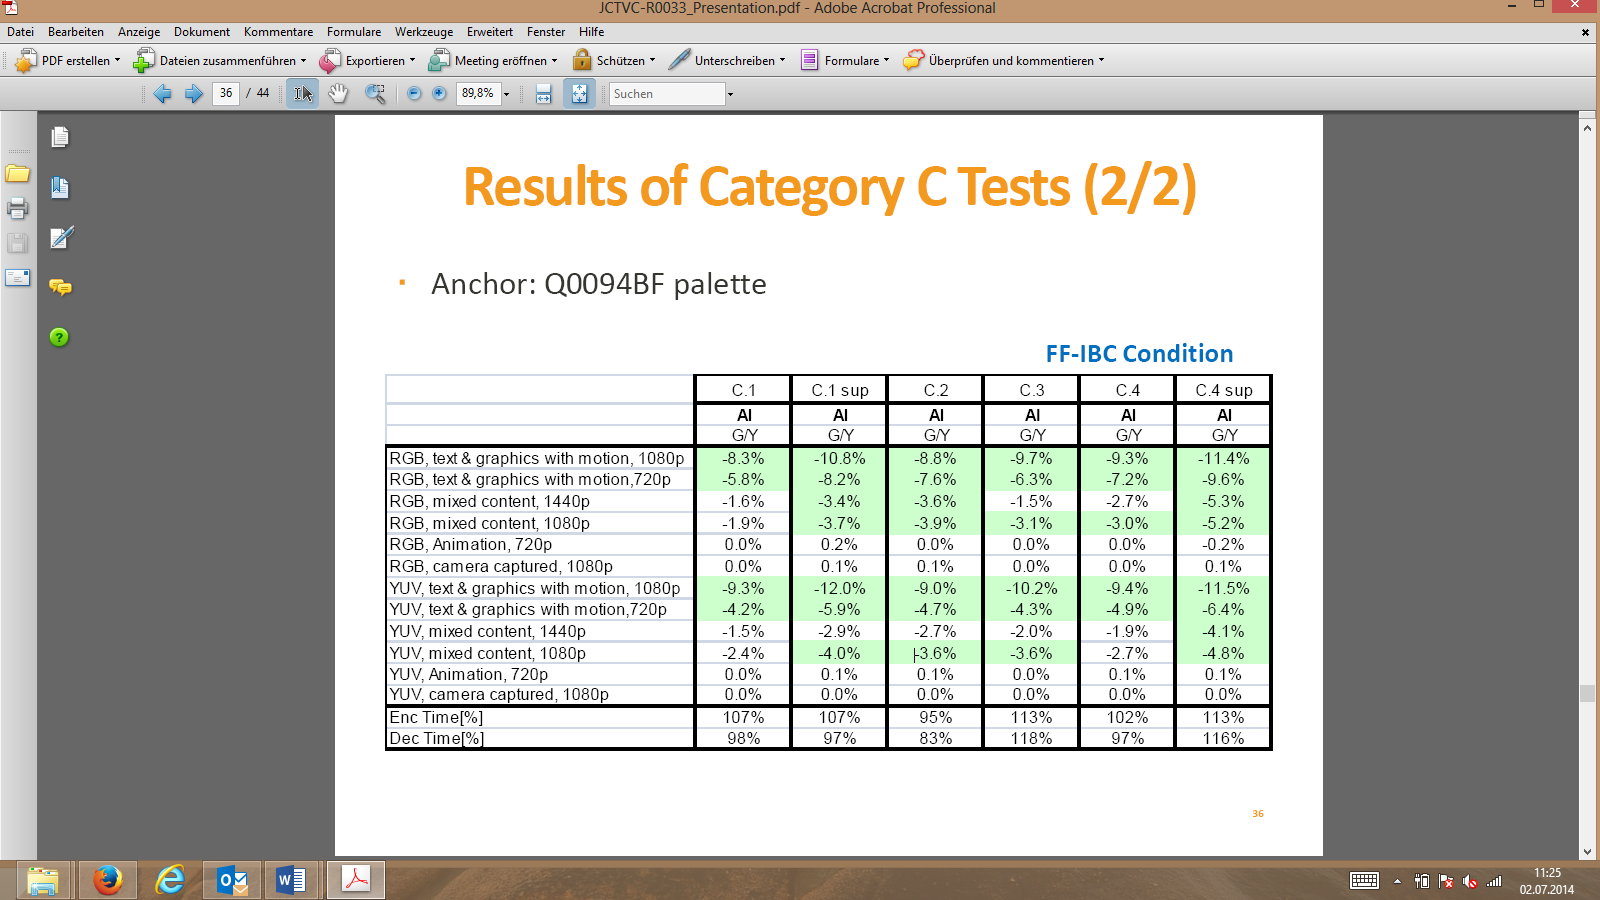 JCTVC-R0033_Presentation.pdf - Adobe Acrobat Professional
Datei Bearbeiten Anzeige Dokument Kommentare Formulare Werkzeuge Erweitert Fenster Hilfe
PDF erstellen Dateien zusammenführen Exportieren Meeting eröffnen Schützen Unterschreiben Formulare Überprüfen und kommentieren
36 / 44 89,8% Suchen
Results of Category C Tests (2/2)
▪ Anchor: Q0094BF palette
FF-IBC Condition
C.1 C.1 sup C.2 C.3 C.4 C.4 sup
AI AI AI AI AI AI
G/Y G/Y G/Y G/Y G/Y G/Y
RGB, text & graphics with motion, 1080p -8.3% -10.8% -8.8% -9.7% -9.3% -11.4%
RGB, text & graphics with motion,720p -5.8% -8.2% -7.6% -6.3% -7.2% -9.6%
RGB, mixed content, 1440p -1.6% -3.4% -3.6% -1.5% -2.7% -5.3%
RGB, mixed content, 1080p -1.9% -3.7% -3.9% -3.1% -3.0% -5.2%
RGB, Animation, 720p 0.0% 0.2% 0.0% 0.0% 0.0% -0.2%
RGB, camera captured, 1080p 0.0% 0.1% 0.1% 0.0% 0.0% 0.1%
YUV, text & graphics with motion, 1080p -9.3% -12.0% -9.0% -10.2% -9.4% -11.5%
YUV, text & graphics with motion,720p -4.2% -5.9% -4.7% -4.3% -4.9% -6.4%
YUV, mixed content, 1440p -1.5% -2.9% -2.7% -2.0% -1.9% -4.1%
YUV, mixed content, 1080p -2.4% -4.0% -3.6% -3.6% -2.7% -4.8%
YUV, Animation, 720p 0.0% 0.1% 0.1% 0.0% 0.1% 0.1%
YUV, camera captured, 1080p 0.0% 0.0% 0.0% 0.0% 0.0% 0.0%
Enc Time[%] 107% 107% 95% 113% 102% 113%
Dec Time[%] 98% 97% 83% 118% 97% 116%
36
11:25
02.07.2014